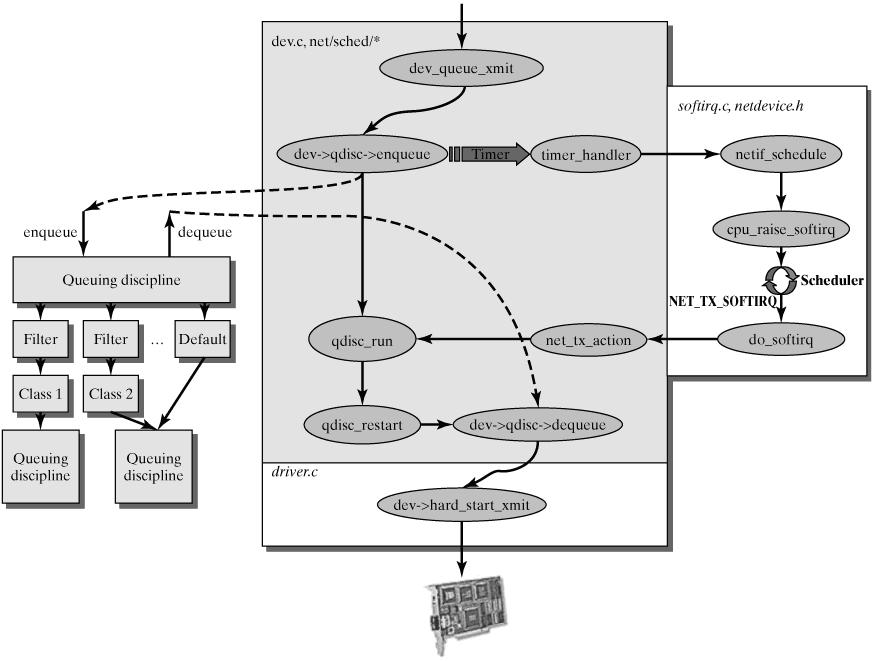 dev.c, net/sched/*
dev_queue_xmit
softirq.c, netdevice.h
dev->qdisc->enqueue
Timer
timer_handler
netif_schedule
enqueue
dequeue
cpu_raise_softirq
Queuing discipline
Scheduler
NET_TX_SOFTIRQ
Filter
Filter
...
Default
qdisc_run
net_tx_action
do_softirq
Class 1
Class 2
qdisc_restart
dev->qdisc->dequeue
Queuing
discipline
Queuing
discipline
driver.c
dev->hard_start_xmit